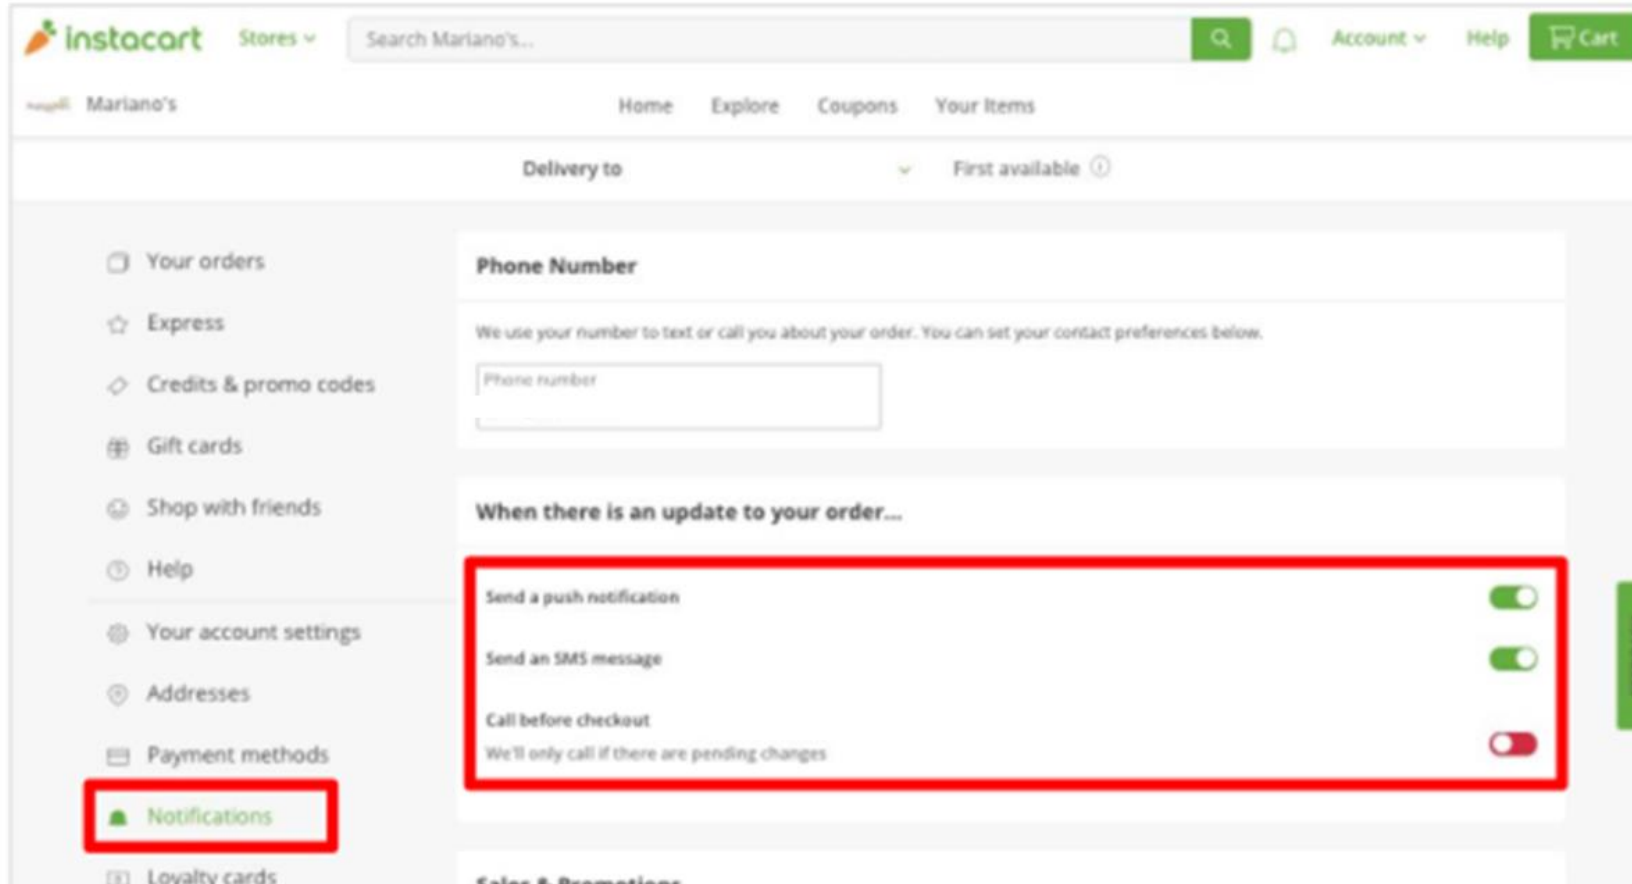 instacart Stores Search Mariano's... Account Help Cart
Mariano's Home Explore Coupons Your Items
Delivery to First available
Your orders
Express
Credits & promo codes
Gift cards
Shop with friends
Help
Your account settings
Addresses
Payment methods
Notifications
Loyalty cards
Phone Number
We use your number to text or call you about your order. You can set your contact preferences below.
Phone number
When there is an update to your order...
Send a push notification
Send an SMS message
Call before checkout
We'll only call if there are pending changes
Sales & Promotions